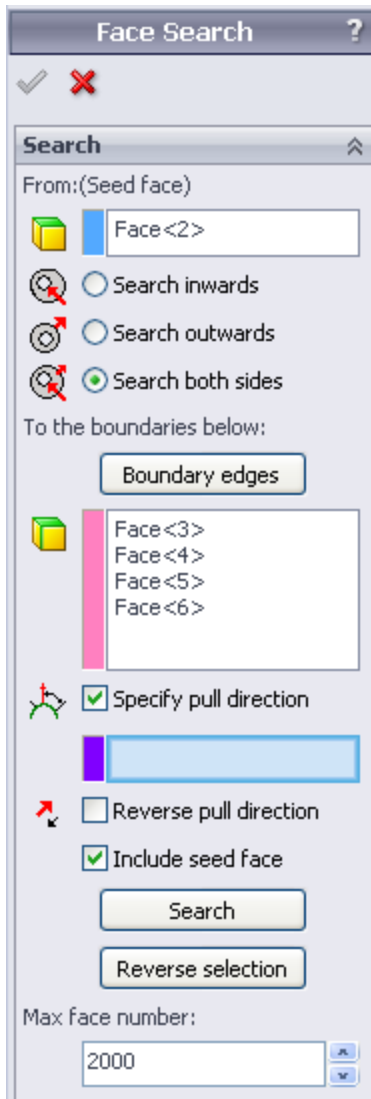 Face Search ?
Search
From:(Seed face)
Face<2>
Search inwards
Search outwards
Search both sides
To the boundaries below:
Boundary edges
Face<3>
Face<4>
Face<5>
Face<6>
Specify pull direction
Reverse pull direction
Include seed face
Search
Reverse selection
Max face number:
2000